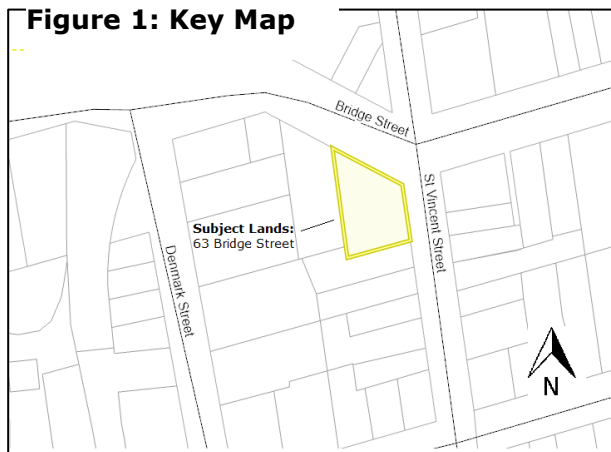 Figure 1: Key Map
Bridge Street
St Vincent Street
Subject Lands:
63 Bridge Street
Denmark Street
N